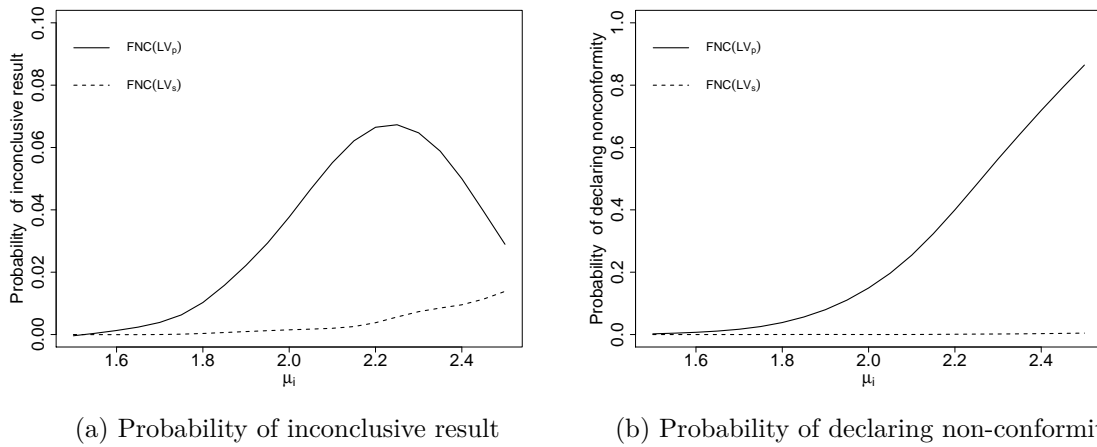 Probability of inconclusive result
0.00 0.02 0.04 0.06 0.08 0.10
FNC(LVp)
FNC(LVs)
1.6 1.8 2.0 2.2 2.4
μi
(a) Probability of inconclusive result
Probability of declaring nonconformity
0.0 0.2 0.4 0.6 0.8 1.0
FNC(LVp)
FNC(LVs)
1.6 1.8 2.0 2.2 2.4
μi
(b) Probability of declaring non-conformit